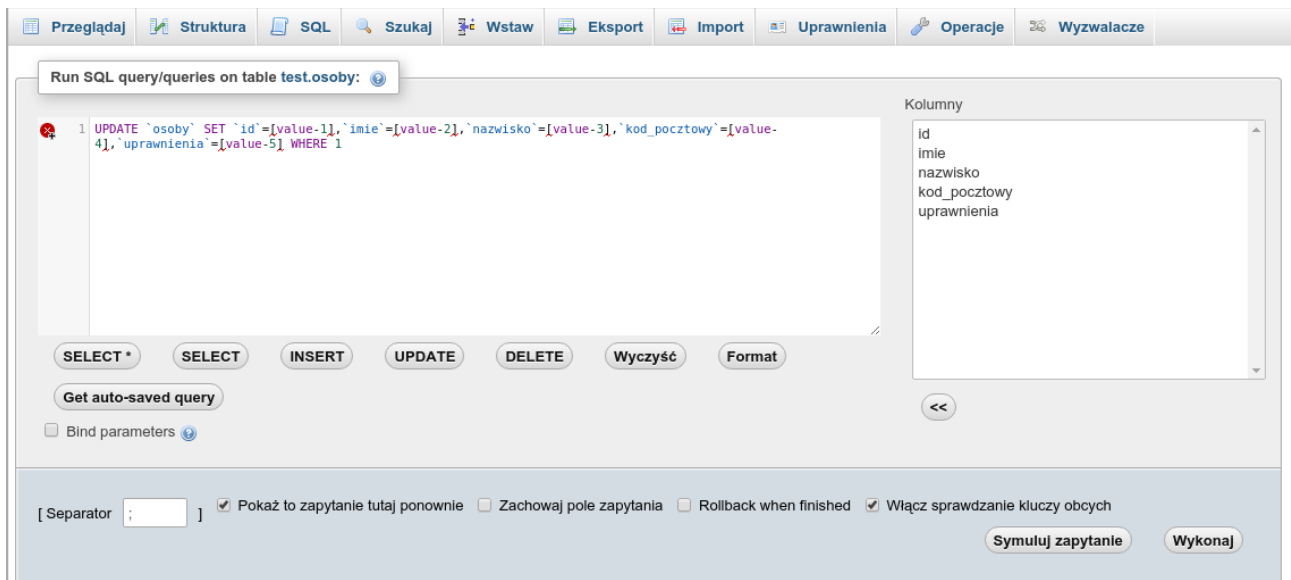 Przeglądaj Struktura SQL Szukaj Wstaw Eksport Import Uprawnienia Operacje Wyzwalacze
Run SQL query/queries on table test.osoby:
Kolumny
1 UPDATE `osoby` SET `id`=[value-1],`imie`=[value-2],`nazwisko`=[value-3],`kod_pocztowy`=[value-
4],`uprawnienia`=[value-5] WHERE 1
id
imie
nazwisko
kod_pocztowy
uprawnienia
SELECT * SELECT INSERT UPDATE DELETE Wyczyść Format
Get auto-saved query
<<
Bind parameters
[ Separator ; ] Pokaż to zapytanie tutaj ponownie Zachowaj pole zapytania Rollback when finished Włącz sprawdzanie kluczy obcych
Symuluj zapytanie Wykonaj